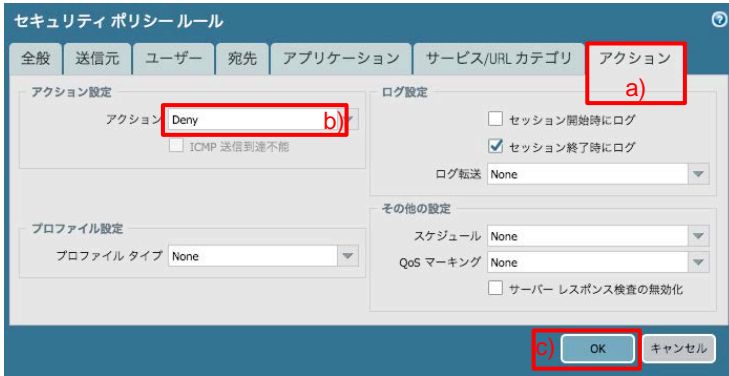 セキュリティ ポリシー ルール
全般 送信元 ユーザー 宛先 アプリケーション サービス/URL カテゴリ アクション
a)
アクション設定
アクション Deny b)
ICMP 送信到達不能
プロファイル設定
プロファイル タイプ None
ログ設定
セッション開始時にログ
セッション終了時にログ
ログ転送 None
その他の設定
スケジュール None
QoS マーキング None
サーバー レスポンス検査の無効化
c) OK キャンセル